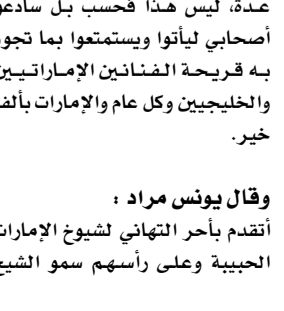 عدة، ليس هذا فحسب بل سادعو
أصحابي ليأتوا ويستمتعوا بما تجود
به قريحة الفنانين الإماراتيين
والخليجيين وكل عام والإمارات بألف
خير.
وقال يونس مراد :
أتقدم بأحر التهاني لشيوخ الإمارات
الحبيبة وعلى رأسهم سمو الشيخ